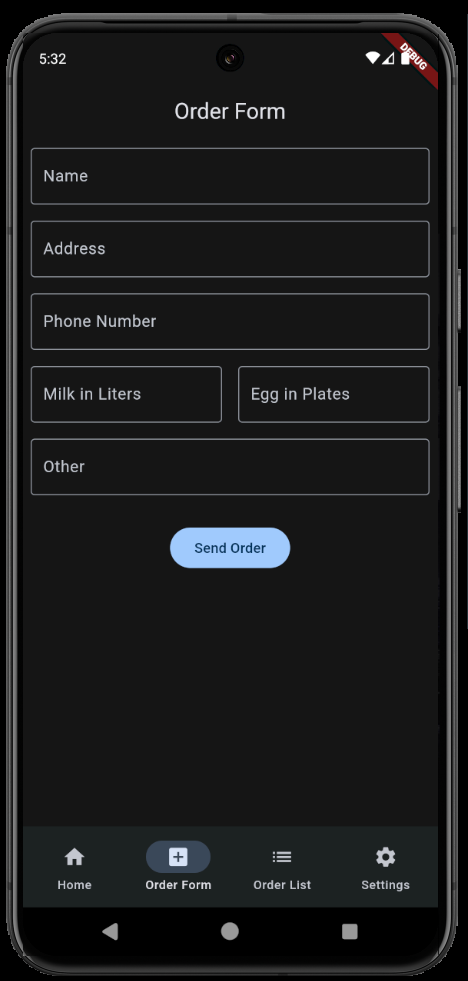 5:32
DEBUG
Order Form
Name
Address
Phone Number
Milk in Liters Egg in Plates
Other
Send Order
Home Order Form Order List Settings